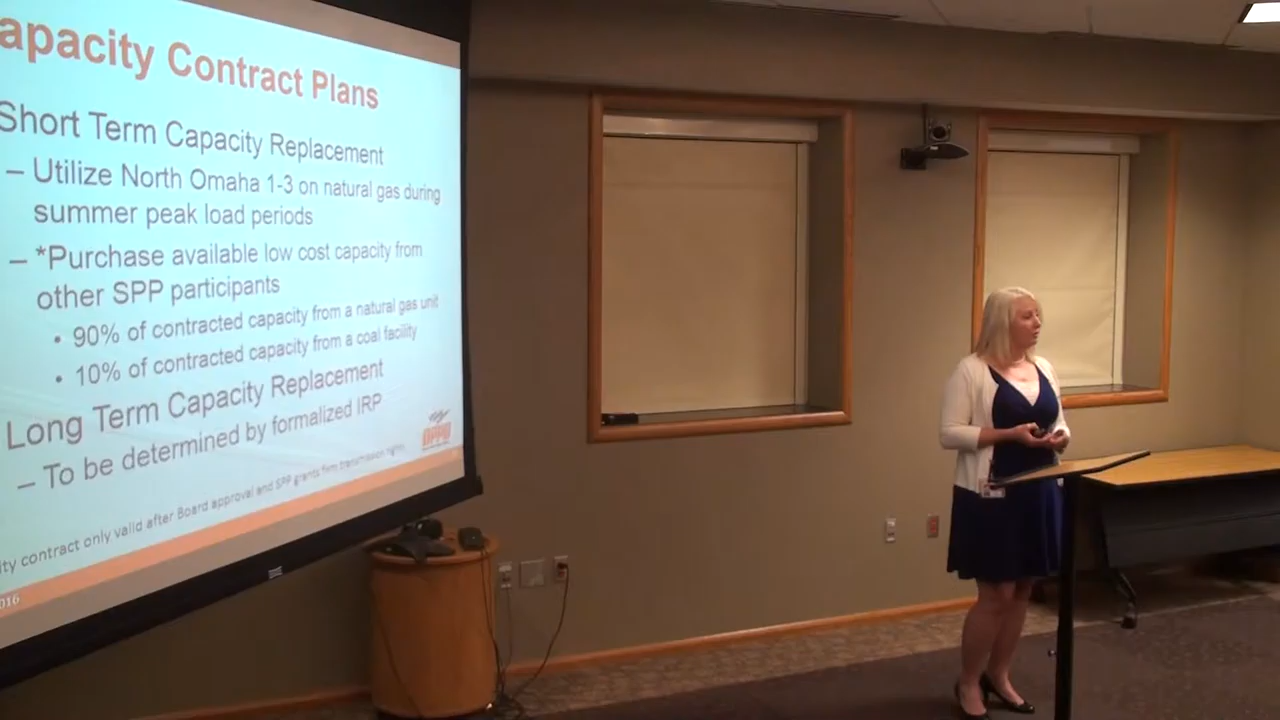 apacity Contract Plans
Short Term Capacity Replacement
– Utilize North Omaha 1-3 on natural gas during
summer peak load periods
– *Purchase available low cost capacity from
other SPP participants
• 90% of contracted capacity from a natural gas unit
• 10% of contracted capacity from a coal facility
Long Term Capacity Replacement
– To be determined by formalized IRP
ity contract only valid after Board approval and SPP grants firm transmission rights
OPPD
016